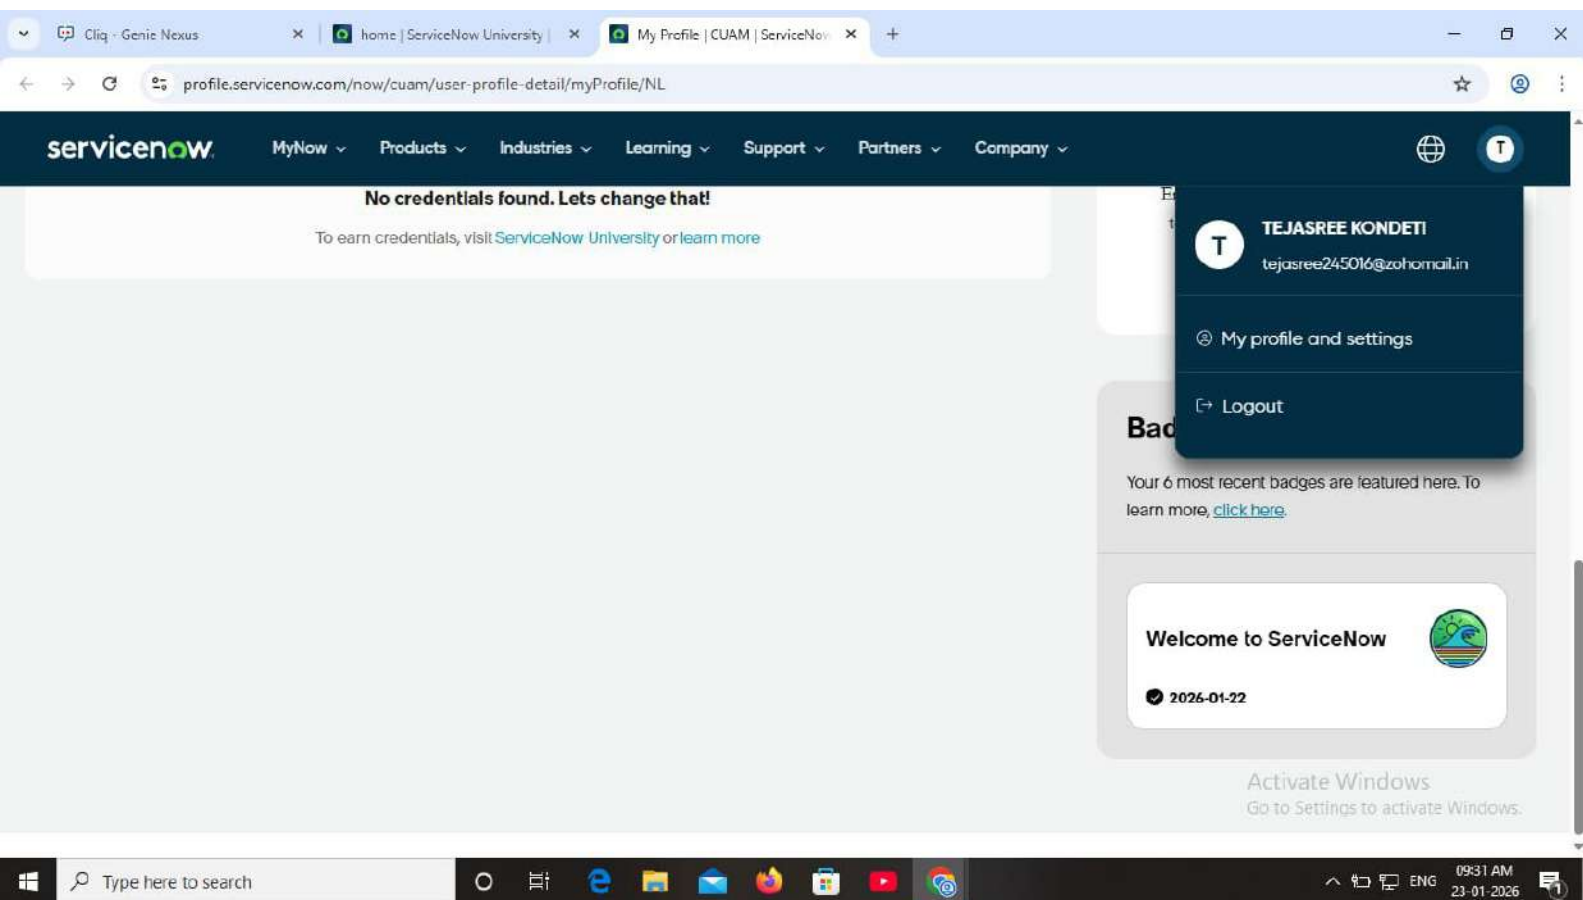 Cliq - Genie Nexus
home | ServiceNow University |
My Profile | CUAM | ServiceNow
profile.servicenow.com/now/cuam/user-profile-detail/myProfile/NL
servicenow
MyNow
Products
Industries
Learning
Support
Partners
Company
T
No credentials found. Lets change that!
To earn credentials, visit ServiceNow University or learn more
T
TEJASREE KONDETI
tejasree245016@zohomail.in
My profile and settings
Logout
Bad
Your 6 most recent badges are featured here. To
learn more, click here.
Welcome to ServiceNow
2026-01-22
Activate Windows
Go to Settings to activate Windows.
Type here to search
ENG
09:31 AM
23-01-2026
1